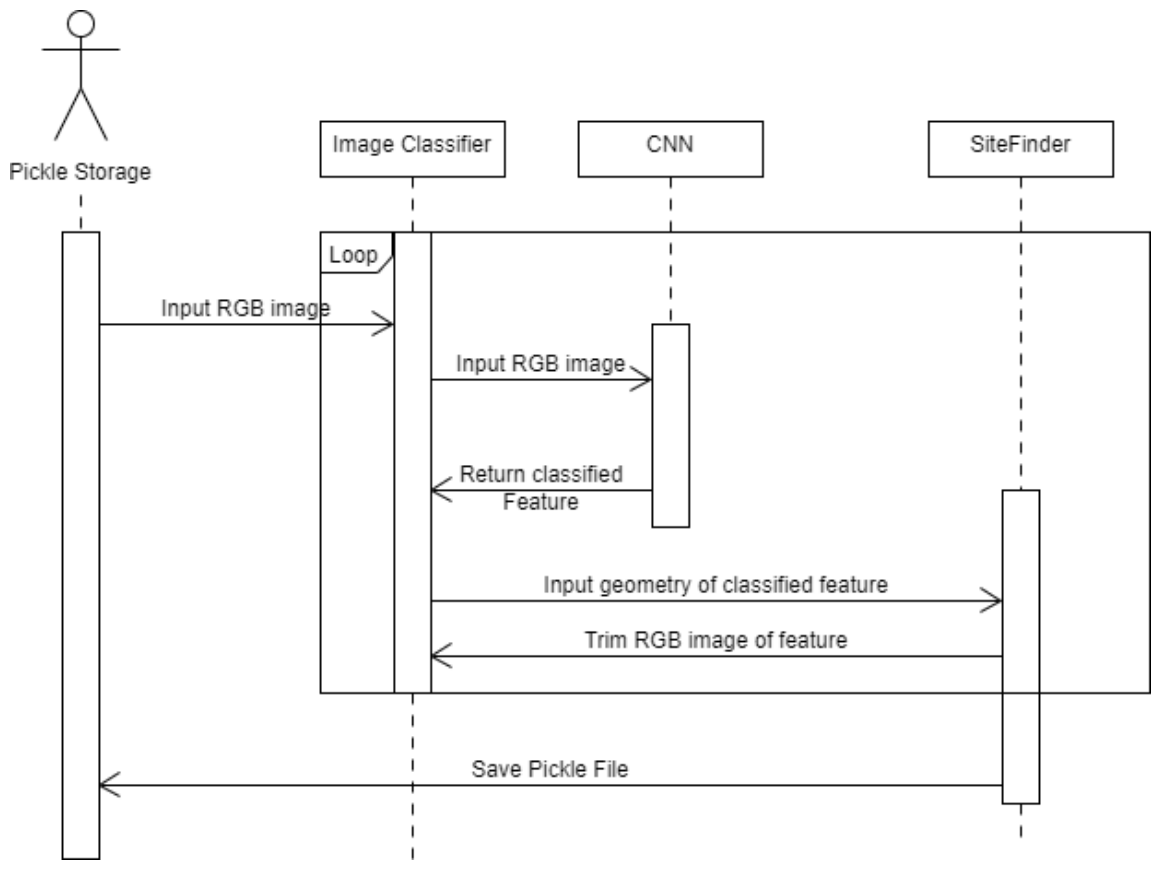 Pickle Storage
Image Classifier
CNN
SiteFinder
Loop
Input RGB image
Input RGB image
Return classified
Feature
Input geometry of classified feature
Trim RGB image of feature
Save Pickle File